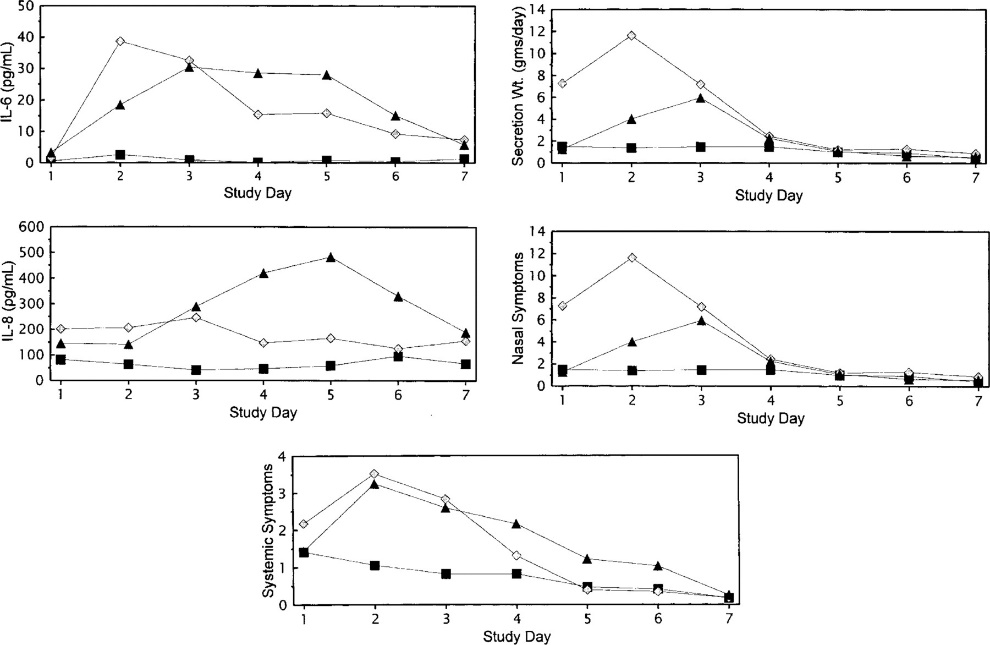 IL-6 (pg/mL)
50
40
30
20
10
0
1 2 3 4 5 6 7
Study Day
Secretion Wt. (gms/day)
14
12
10
8
6
4
2
0
1 2 3 4 5 6 7
Study Day
IL-8 (pg/mL)
600
500
400
300
200
100
0
1 2 3 4 5 6 7
Study Day
Nasal Symptoms
14
12
10
8
6
4
2
0
1 2 3 4 5 6 7
Study Day
Systemic Symptoms
4
3
2
1
0
1 2 3 4 5 6 7
Study Day